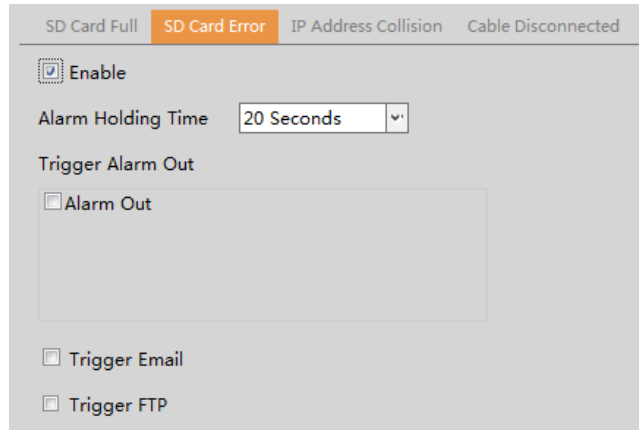 SD Card Full SD Card Error IP Address Collision Cable Disconnected
Enable
Alarm Holding Time 20 Seconds
Trigger Alarm Out
Alarm Out
Trigger Email
Trigger FTP